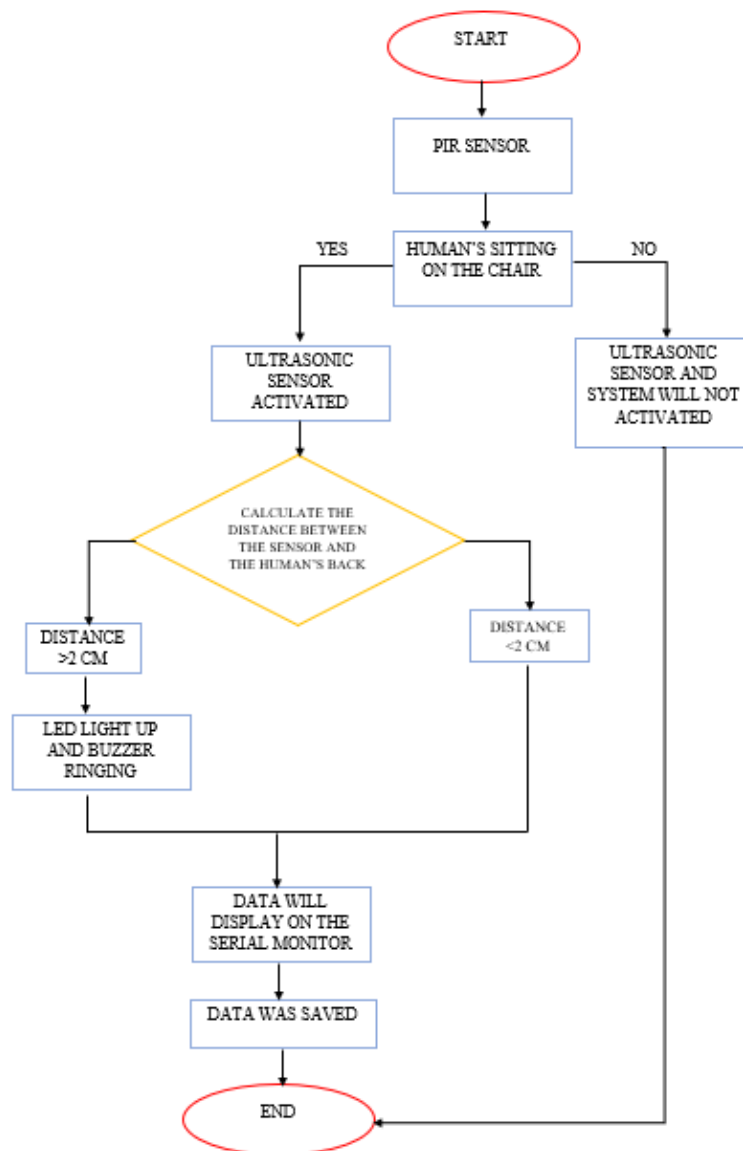 START
PIR SENSOR
YES
HUMAN'S SITTING
ON THE CHAIR
NO
ULTRASONIC
SENSOR
ACTIVATED
ULTRASONIC
SENSOR AND
SYSTEM WILL NOT
ACTIVATED
CALCULATE THE
DISTANCE BETWEEN
THE SENSOR AND
THE HUMAN'S BACK
DISTANCE
>2 CM
DISTANCE
<2 CM
LED LIGHT UP
AND BUZZER
RINGING
DATA WILL
DISPLAY ON THE
SERIAL MONITOR
DATA WAS SAVED
END